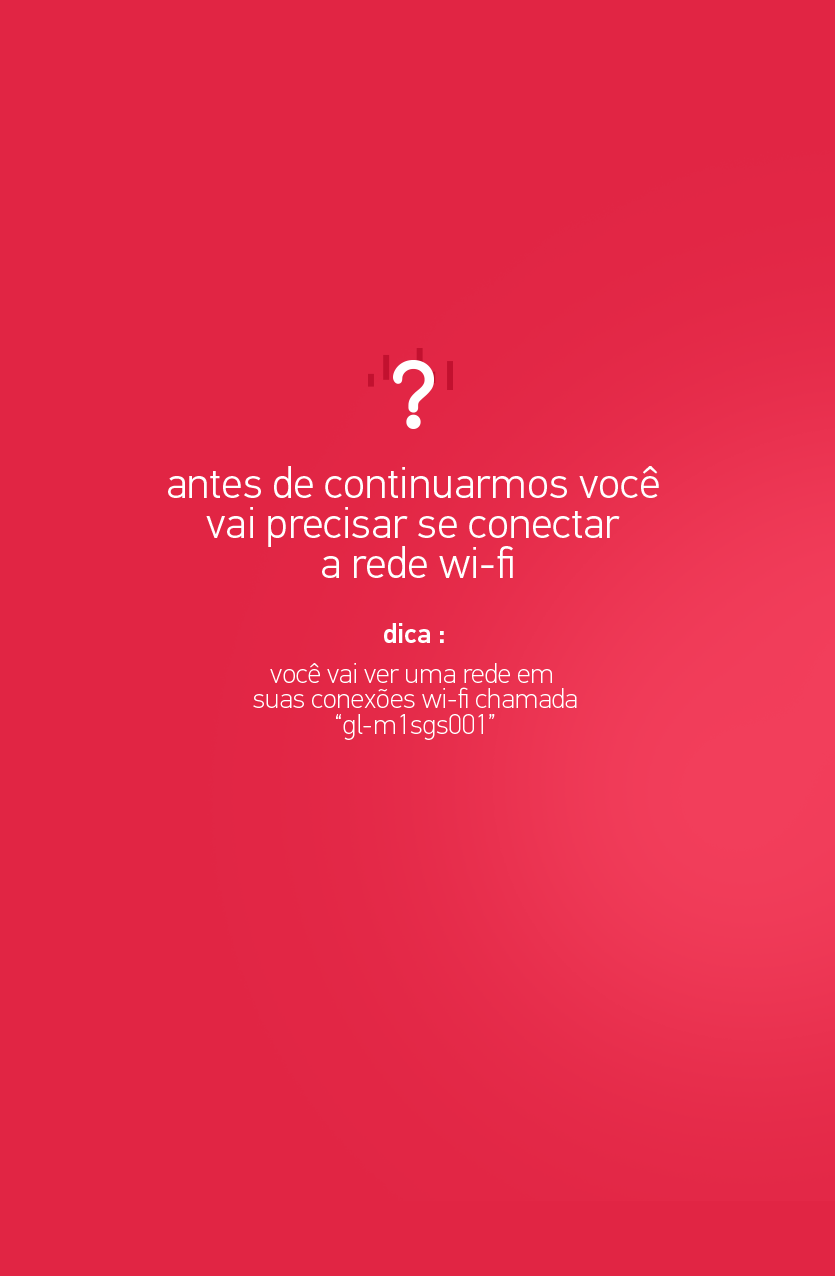 ?
antes de continuarmos você
vai precisar se conectar
a rede wi-fi
dica :
você vai ver uma rede em
suas conexões wi-fi chamada
“gl-m1sgs001”